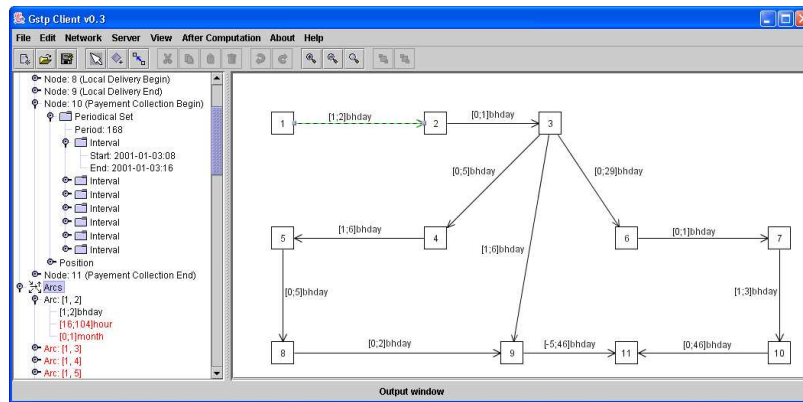 Gstp Client v0.3
File Edit Network Server View After Computation About Help
Node: 8 (Local Delivery Begin)
Node: 9 (Local Delivery End)
Node: 10 (Payement Collection Begin)
Periodical Set
Period: 168
Interval
Start: 2001-01-03:08
End: 2001-01-03:16
Interval
Interval
Interval
Interval
Interval
Position
Node: 11 (Payement Collection End)
Arcs
Arc: [1, 2]
[1;2]bhday
[16;104]hour
[0;1]month
Arc: [1, 3]
Arc: [1, 4]
Arc: [1, 5]
1 [1;2]bhday 2 [0;1]bhday 3
[0;5]bhday [0;29]bhday
5 [1;6]bhday 4 [1;6]bhday 6 [0;1]bhday 7
[0;5]bhday [1;3]bhday
8 [0;2]bhday 9 [-5;46]bhday 11 [0;46]bhday 10
Output window